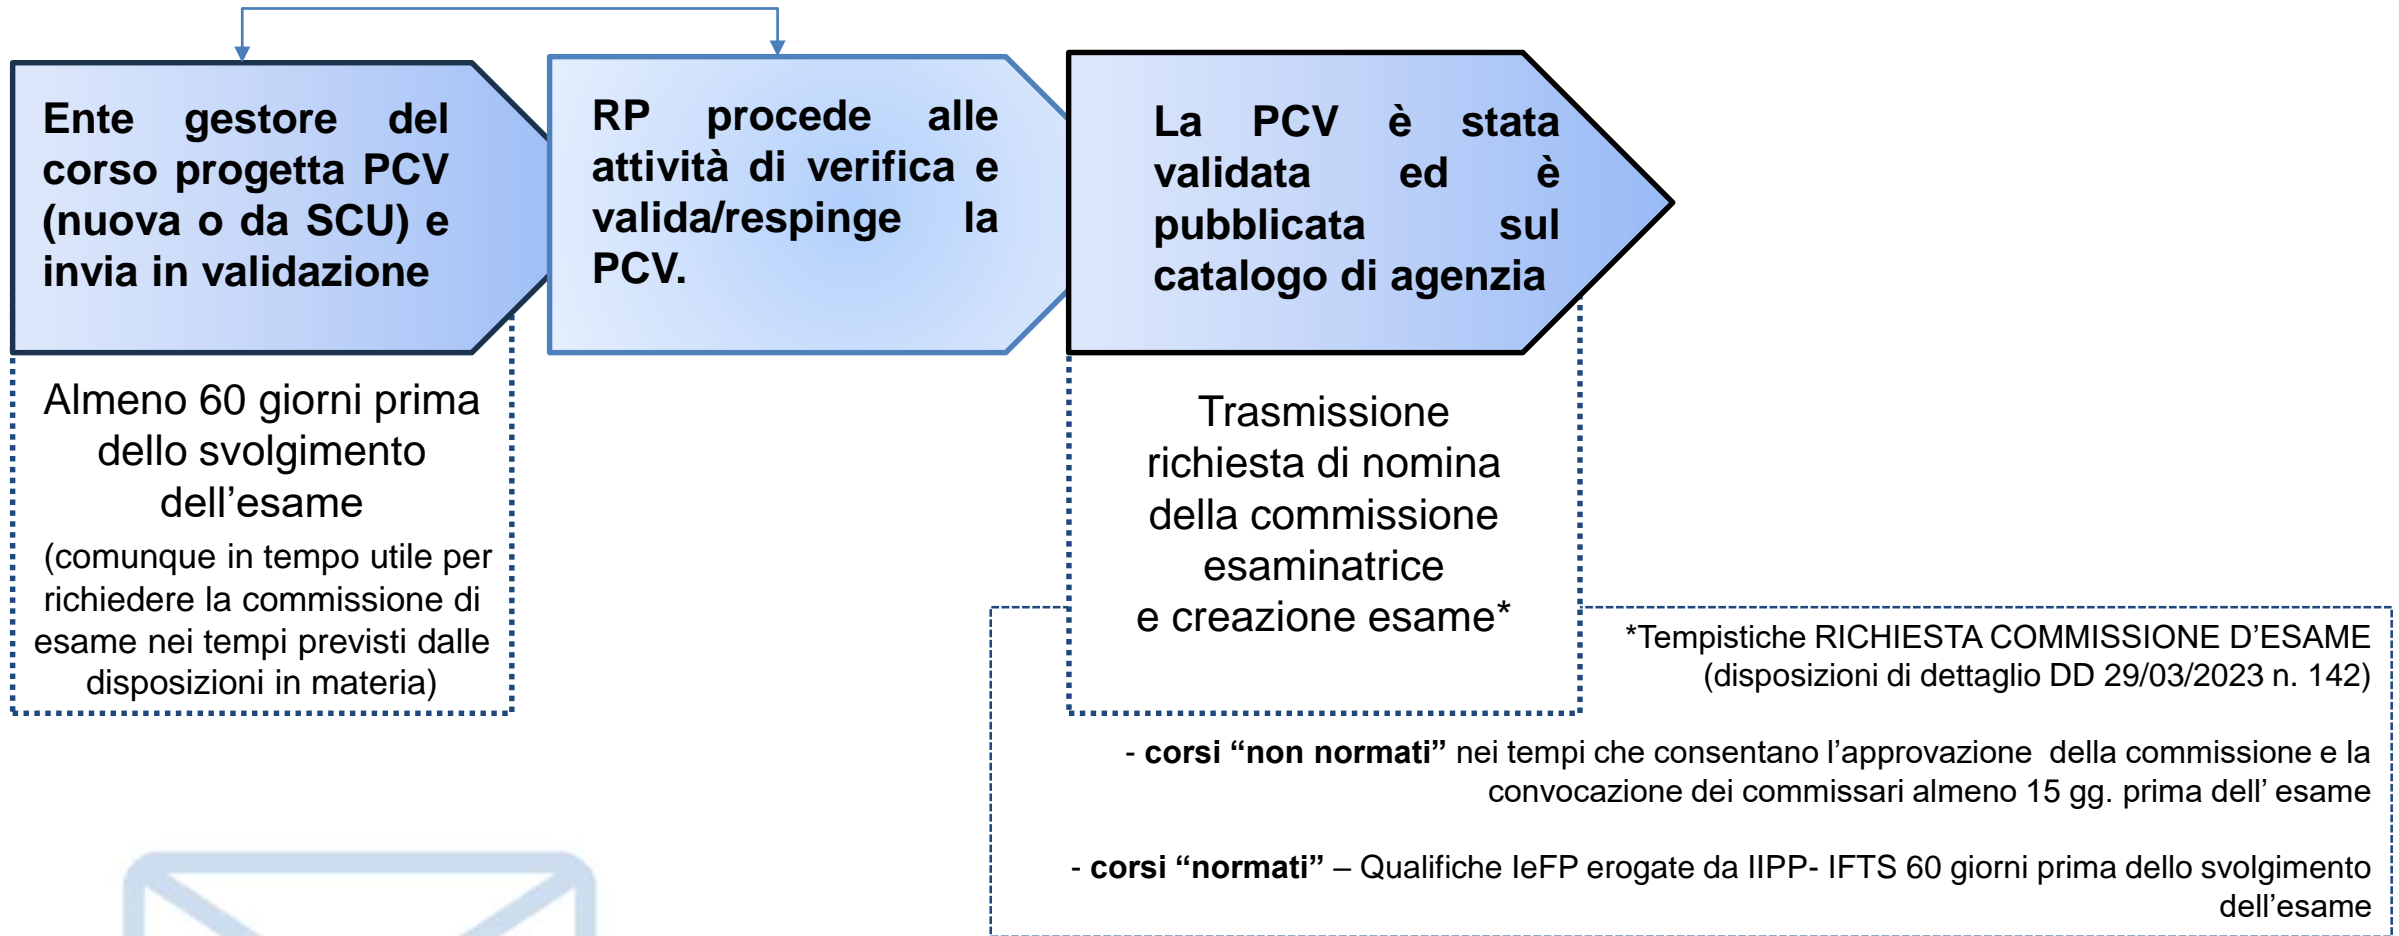 Ente gestore del
corso progetta PCV
(nuova o da SCU) e
invia in validazione
RP procede alle
attività di verifica e
valida/respinge la
PCV.
La PCV è stata
validata ed è
pubblicata sul
catalogo di agenzia
Almeno 60 giorni prima
dello svolgimento
dell’esame
(comunque in tempo utile per
richiedere la commissione di
esame nei tempi previsti dalle
disposizioni in materia)
Trasmissione
richiesta di nomina
della commissione
esaminatrice
e creazione esame*
*Tempistiche RICHIESTA COMMISSIONE D’ESAME
(disposizioni di dettaglio DD 29/03/2023 n. 142)
- corsi “non normati” nei tempi che consentano l’approvazione della commissione e la
convocazione dei commissari almeno 15 gg. prima dell’ esame
- corsi “normati” – Qualifiche IeFP erogate da IIPP- IFTS 60 giorni prima dello svolgimento
dell’esame